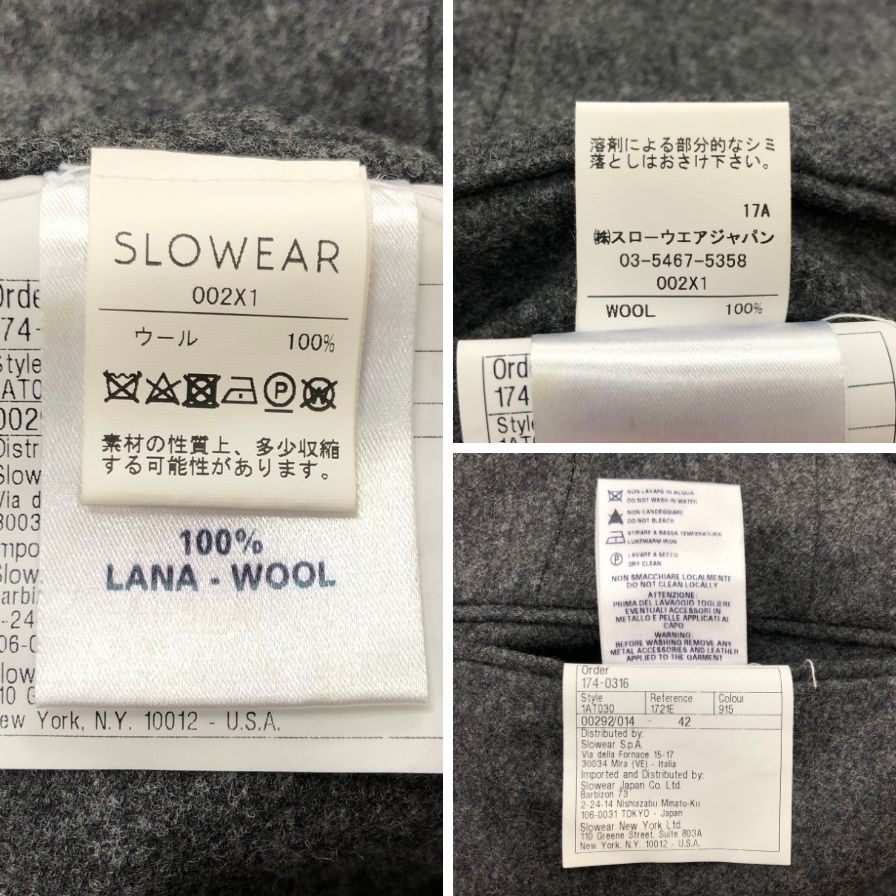 SLOWEAR
002X1
ウール 100%
素材の性質上、多少収縮
する可能性があります。
100%
LANA - WOOL
Order
174-
Style
1AT0
0029
Distr
Slowear
Via d
3003
Impo
Slow
Barbiz
2-24
106-0
Slow
110 G
New York, N.Y. 10012 - U.S.A.
溶剤による部分的なシミ
落としはおさけ下さい。
17A
㈱スローウエアジャパン
03-5467-5358
002X1
WOOL 100%
Ord
174
Style
1AT030
NON LAVARE IN ACQUA
DO NOT WASH IN WATER
NON CANDEGGIARE
DO NOT BLEACH
STIRARE A BASSA TEMPERATURA
LUKEWARM IRON
LAVARE A SECCO
DRY CLEAN
NON SMACCHIARE LOCALMENTE
DO NOT CLEAN LOCALLY
ATTENZIONE:
PRIMA DEL LAVAGGIO TOGLIERE
EVENTUALI ACCESSORI IN
METALLO E PELLE APPLICATI AL
CAPO
WARNING:
BEFORE WASHING REMOVE ANY
METAL ACCESSORIES AND LEATHER
APPLIED TO THE GARMENT
Order
174-0316
Style Reference Colour
1AT030 1721E 915
00292/014 - 42
Distributed by:
Slowear S.p.A.
Via della Fornace 15-17
30034 Mira (VE) - Italia
Imported and Distributed by:
Slowear Japan Co. Ltd.
Barbizon 73
2-24-14 Nishiazabu Minato-Ku
106-0031 TOKYO - Japan
Slowear New York Ltd.
110 Greene Street, Suite 803A
New York, N.Y. 10012 - U.S.A.